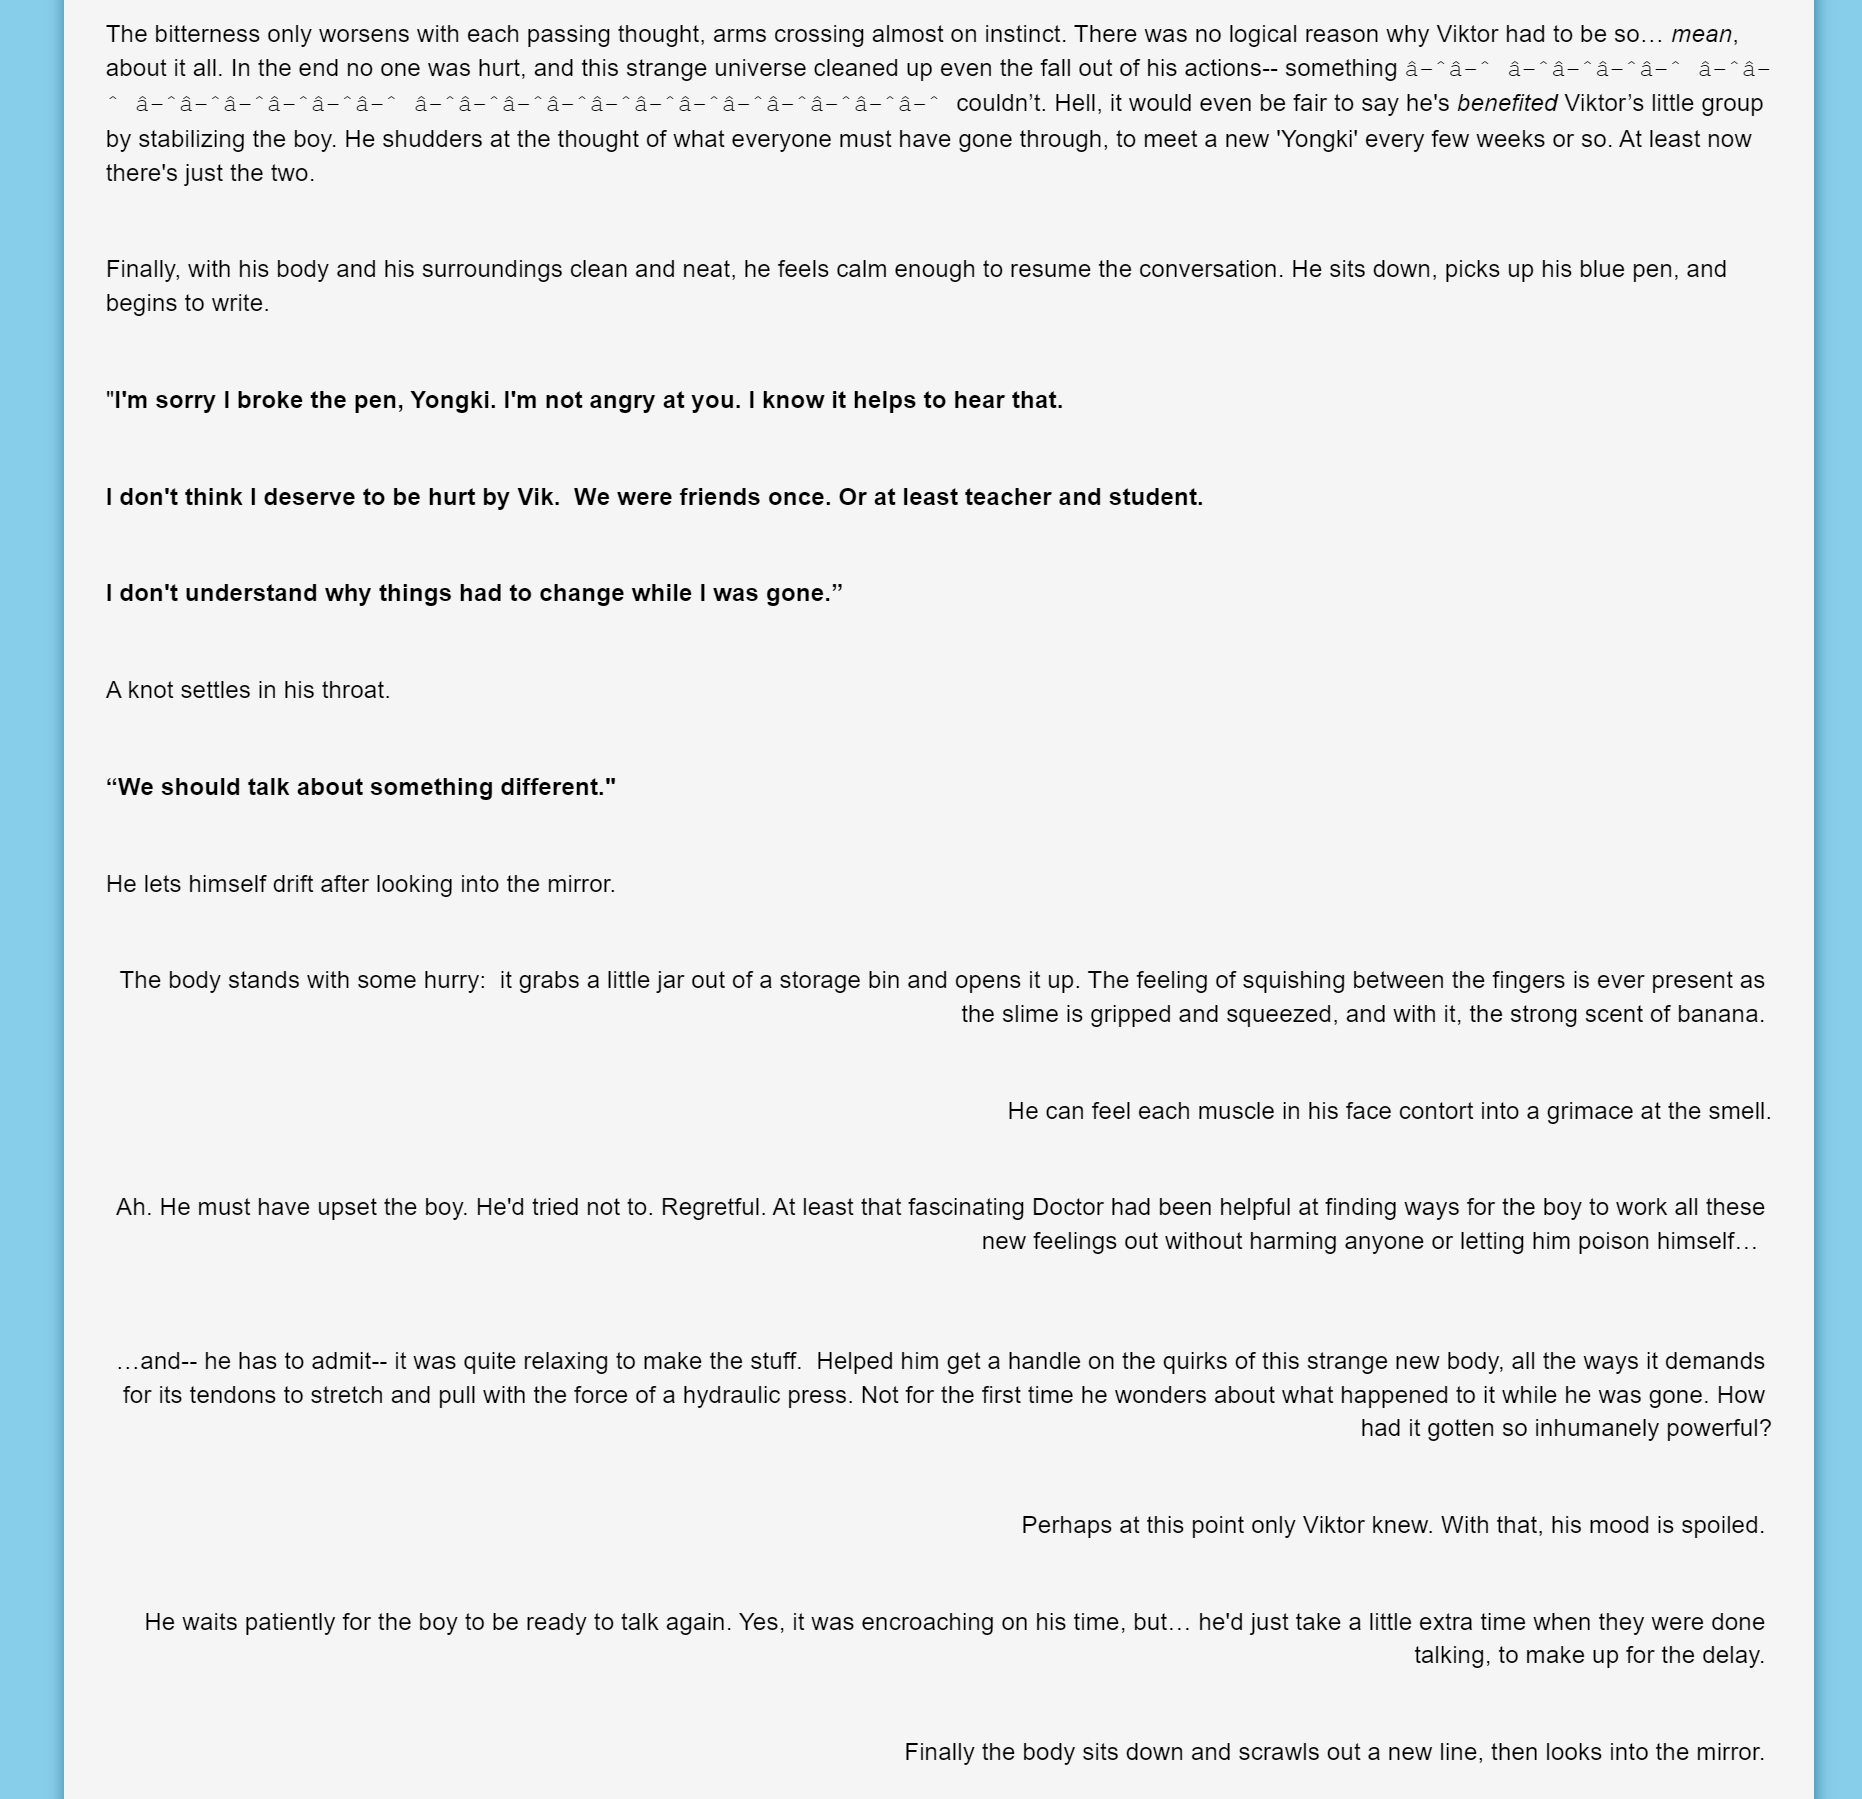 The bitterness only worsens with each passing thought, arms crossing almost on instinct. There was no logical reason why Viktor had to be so… mean,
about it all. In the end no one was hurt, and this strange universe cleaned up even the fall out of his actions-- something â–ˆâ–ˆ â–ˆâ–ˆâ–ˆâ–ˆ â–ˆâ–
ˆ â–ˆâ–ˆâ–ˆâ–ˆâ–ˆâ–ˆ â–ˆâ–ˆâ–ˆâ–ˆâ–ˆâ–ˆâ–ˆâ–ˆâ–ˆâ–ˆâ–ˆâ–ˆ couldn’t. Hell, it would even be fair to say he's benefited Viktor’s little group
by stabilizing the boy. He shudders at the thought of what everyone must have gone through, to meet a new 'Yongki' every few weeks or so. At least now
there's just the two.
Finally, with his body and his surroundings clean and neat, he feels calm enough to resume the conversation. He sits down, picks up his blue pen, and
begins to write.
"I'm sorry I broke the pen, Yongki. I'm not angry at you. I know it helps to hear that.
I don't think I deserve to be hurt by Vik.  We were friends once. Or at least teacher and student.
I don't understand why things had to change while I was gone.”
A knot settles in his throat.
“We should talk about something different."
He lets himself drift after looking into the mirror.
The body stands with some hurry:  it grabs a little jar out of a storage bin and opens it up. The feeling of squishing between the fingers is ever present as
the slime is gripped and squeezed, and with it, the strong scent of banana.
He can feel each muscle in his face contort into a grimace at the smell.
Ah. He must have upset the boy. He'd tried not to. Regretful. At least that fascinating Doctor had been helpful at finding ways for the boy to work all these
new feelings out without harming anyone or letting him poison himself…
…and-- he has to admit-- it was quite relaxing to make the stuff.  Helped him get a handle on the quirks of this strange new body, all the ways it demands
for its tendons to stretch and pull with the force of a hydraulic press. Not for the first time he wonders about what happened to it while he was gone. How
had it gotten so inhumanely powerful?
Perhaps at this point only Viktor knew. With that, his mood is spoiled.
He waits patiently for the boy to be ready to talk again. Yes, it was encroaching on his time, but… he'd just take a little extra time when they were done
talking, to make up for the delay.
Finally the body sits down and scrawls out a new line, then looks into the mirror.